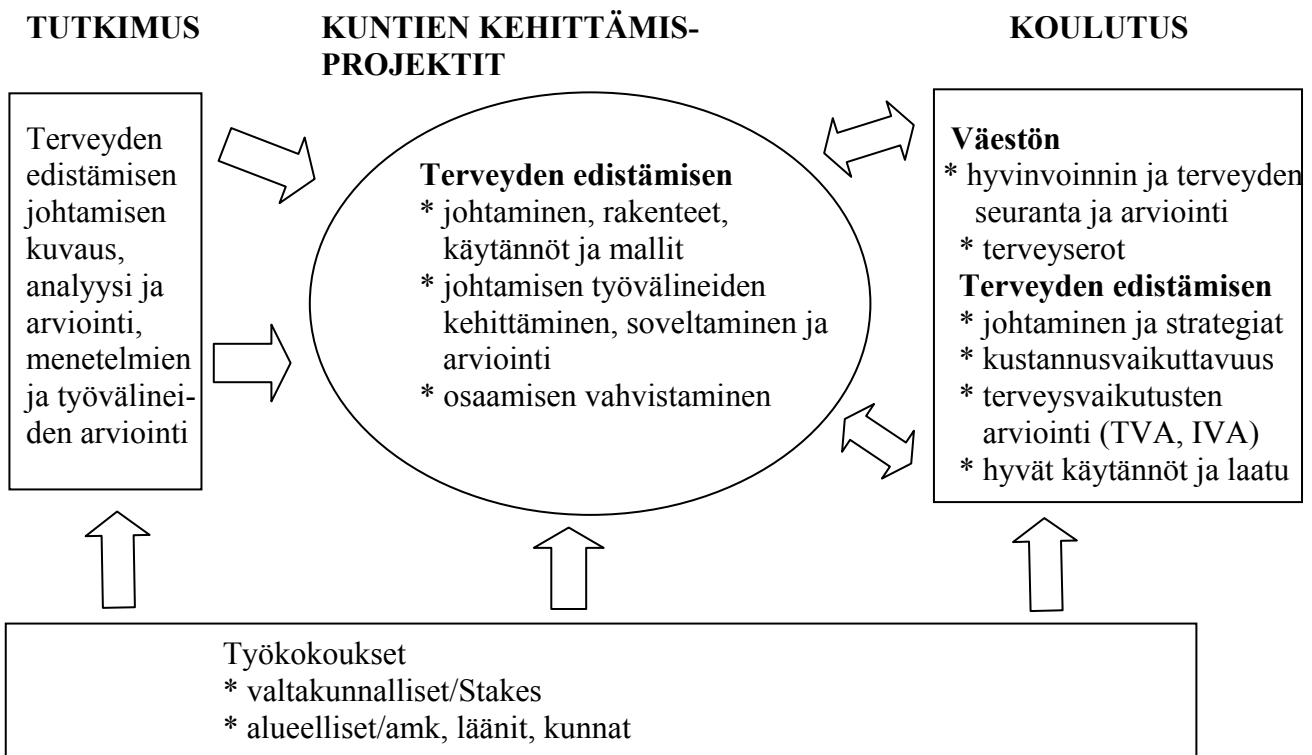 TUTKIMUS
KUNTIEN KEHITTÄMIS-
PROJEKTIT
KOULUTUS
Terveyden
edistämisen
johtamisen
kuvaus,
analyysi ja
arviointi,
menetelmien
ja työvälinei-
den arviointi
Terveyden edistämisen
* johtaminen, rakenteet,
käytännöt ja mallit
* johtamisen työvälineiden
kehittäminen, soveltaminen ja
arviointi
* osaamisen vahvistaminen
Väestön
* hyvinvoinnin ja terveyden
seuranta ja arviointi
* terveyserot
Terveyden edistämisen
* johtaminen ja strategiat
* kustannusvaikuttavuus
* terveysvaikutusten
arviointi (TVA, IVA)
* hyvät käytännöt ja laatu
Työkokoukset
* valtakunnalliset/Stakes
* alueelliset/amk, läänit, kunnat